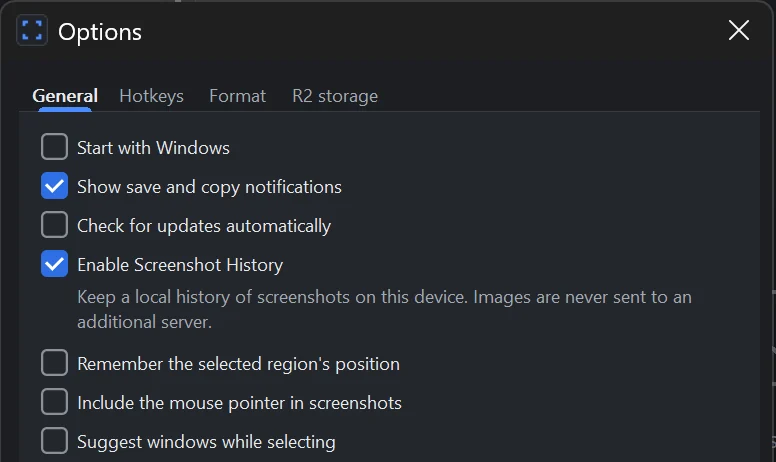 Options
General Hotkeys Format R2 storage
Start with Windows
Show save and copy notifications
Check for updates automatically
Enable Screenshot History
Keep a local history of screenshots on this device. Images are never sent to an
additional server.
Remember the selected region's position
Include the mouse pointer in screenshots
Suggest windows while selecting